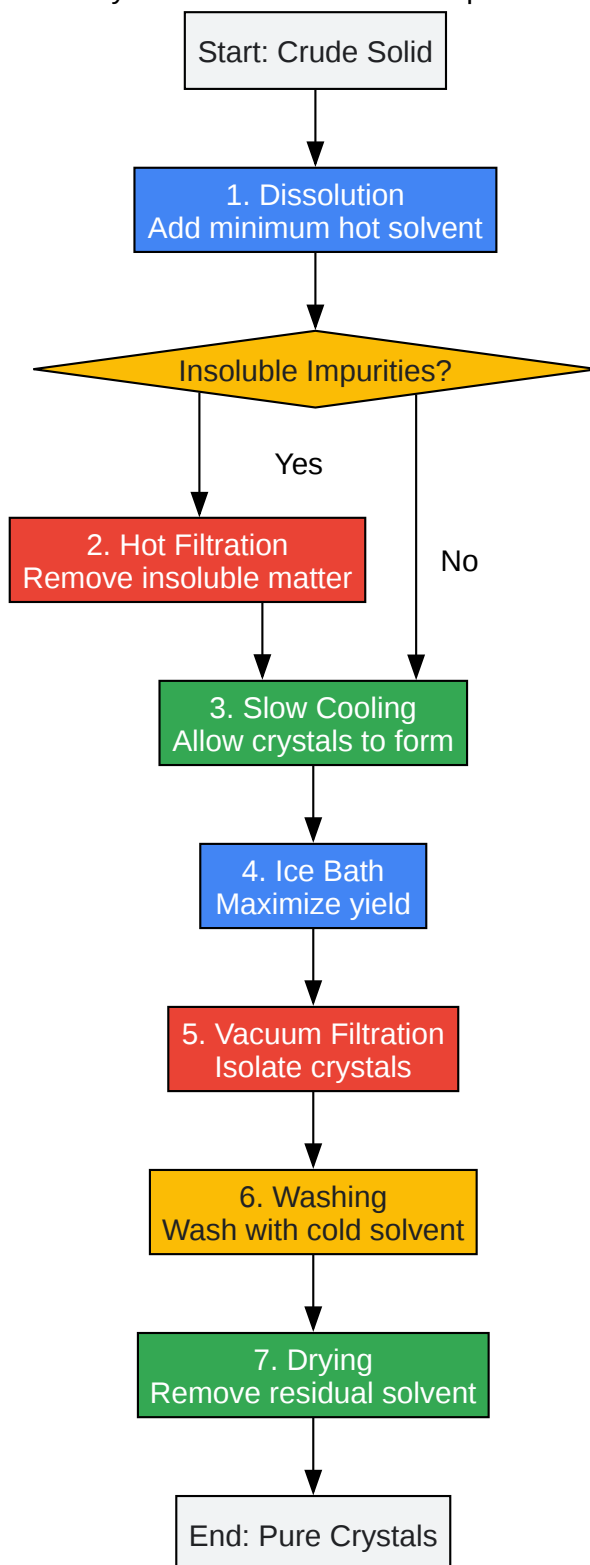 Start: Crude Solid
1. Dissolution
Add minimum hot solvent
Insoluble Impurities?
Yes
2. Hot Filtration
Remove insoluble matter
No
3. Slow Cooling
Allow crystals to form
4. Ice Bath
Maximize yield
5. Vacuum Filtration
Isolate crystals
6. Washing
Wash with cold solvent
7. Drying
Remove residual solvent
End: Pure Crystals